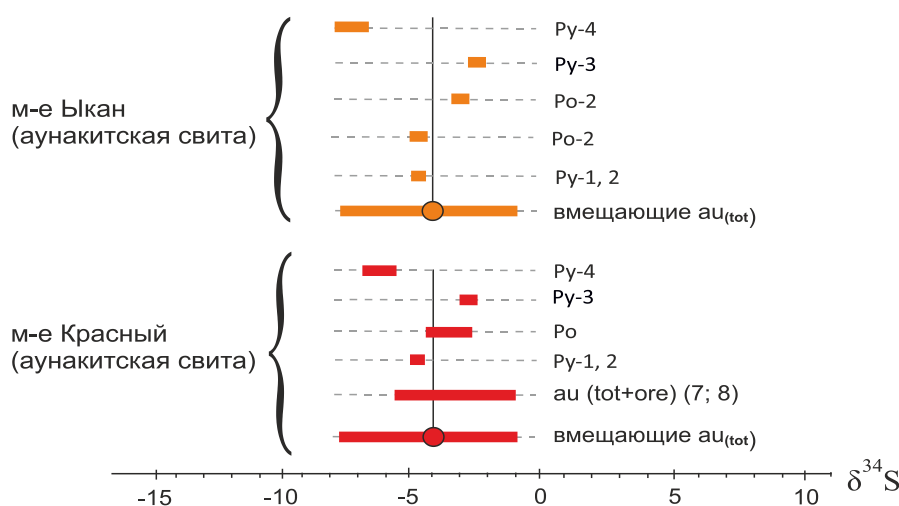 Py-4
Py-3
Po-2
м-е Ыкан
(аунакитская свита)
Po-2
Py-1, 2
вмещающие au(tot)
Py-4
Py-3
м-е Красный
(аунакитская свита)
Po
Py-1, 2
au (tot+ore) (7; 8)
вмещающие au(tot)
-15 -10 -5 0 5 10 δ³⁴S